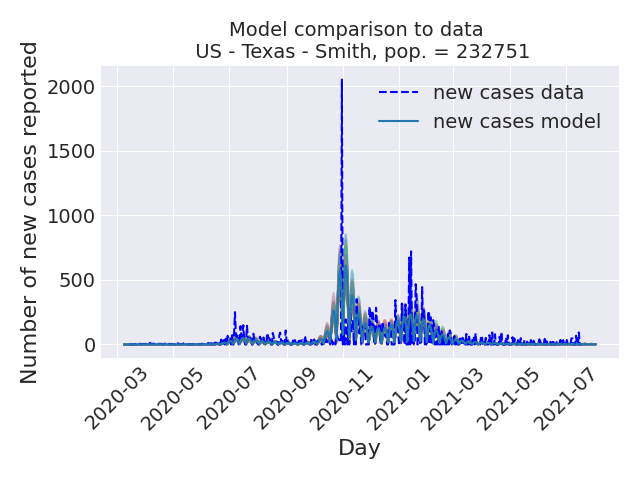 Model comparison to data
US - Texas - Smith, pop. = 232751
Number of new cases reported
2000
1500
1000
500
0
new cases data
new cases model
2020-03
2020-05
2020-07
2020-09
2020-11
2021-01
2021-03
2021-05
2021-07
Day